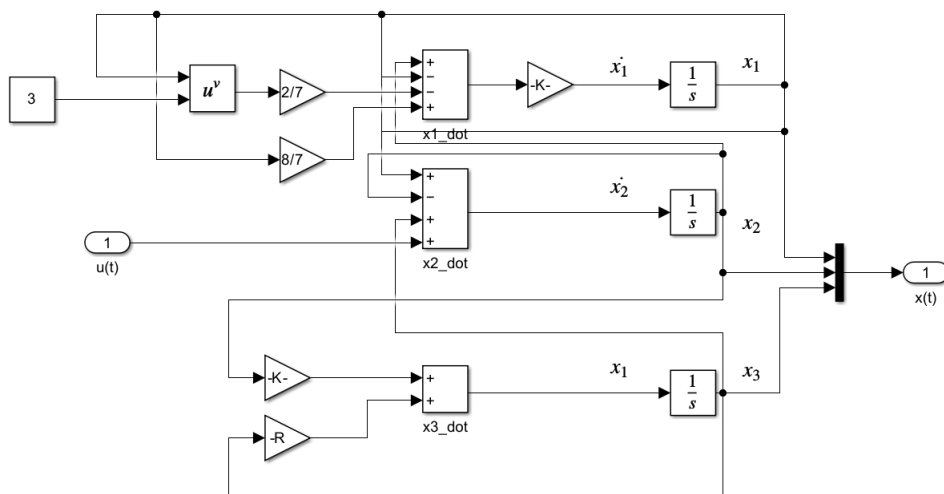 3
u^v
2/7
8/7
+
−
−
+
x1_dot
-K-
ẋ₁
1/s
x₁
+
−
+
+
x2_dot
ẋ₂
1/s
x₂
1
u(t)
1
x(t)
-K-
-R
+
+
x3_dot
x₁
1/s
x₃